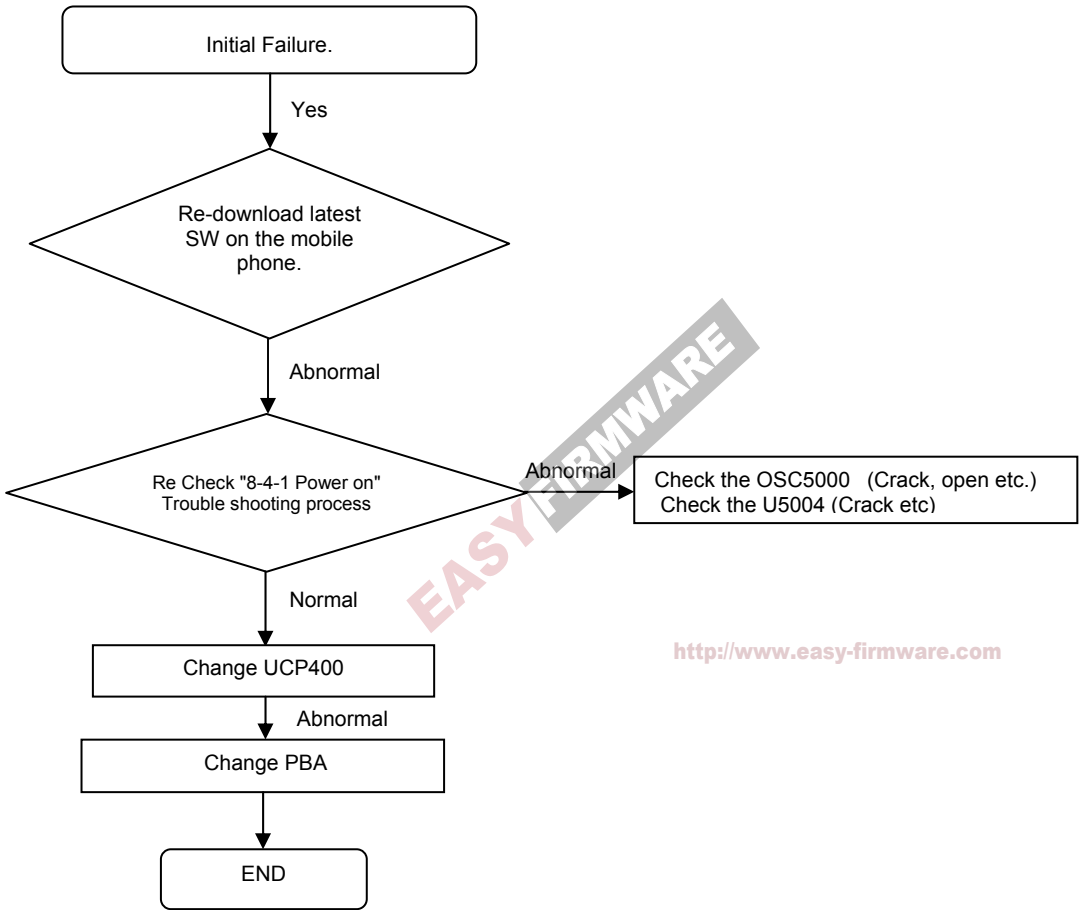 Initial Failure.
Yes
Re-download latest
SW on the mobile
phone.
Abnormal
Re Check "8-4-1 Power on"
Trouble shooting process
Abnormal
Check the OSC5000 (Crack, open etc.)
Check the U5004 (Crack etc)
Normal
Change UCP400
Abnormal
Change PBA
END
EASY FIRMWARE
http://www.easy-firmware.com